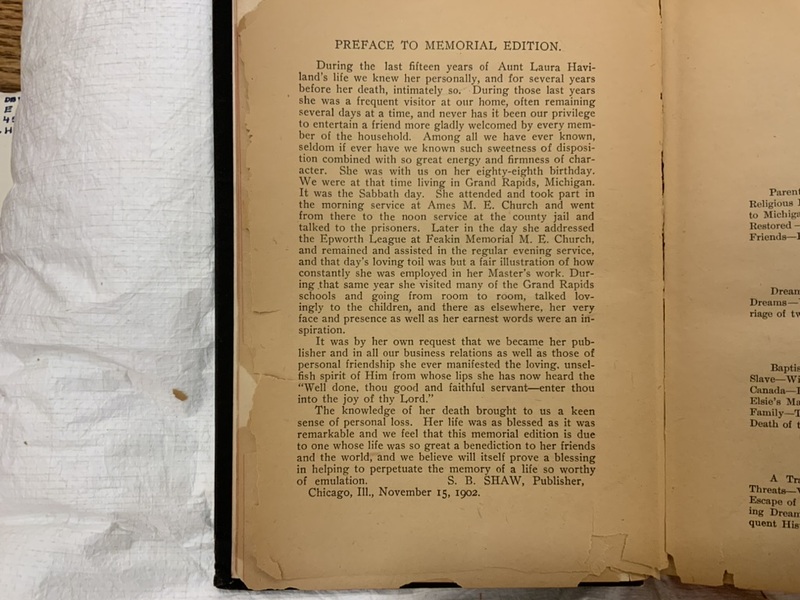 PREFACE TO MEMORIAL EDITION.
During the last fifteen years of Aunt Laura Havi-
land's life we knew her personally, and for several years
before her death, intimately so. During those last years
she was a frequent visitor at our home, often remaining
several days at a time, and never has it been our privilege
to entertain a friend more gladly welcomed by every mem-
ber of the household. Among all we have ever known,
seldom if ever have we known such sweetness of disposi-
tion combined with so great energy and firmness of char-
acter. She was with us on her eighty-eighth birthday.
We were at that time living in Grand Rapids, Michigan.
It was the Sabbath day. She attended and took part in
the morning service at Ames M. E. Church and went
from there to the noon service at the county jail and
talked to the prisoners. Later in the day she addressed
the Epworth League at Feakin Memorial M. E. Church,
and remained and assisted in the regular evening service,
and that day's loving toil was but a fair illustration of how
constantly she was employed in her Master's work. Dur-
ing that same year she visited many of the Grand Rapids
schools and going from room to room, talked lov-
ingly to the children, and there as elsewhere, her very
face and presence as well as her earnest words were an in-
spiration.
It was by her own request that we became her pub-
lisher and in all our business relations as well as those of
personal friendship she ever manifested the loving, unsel-
fish spirit of Him from whose lips she has now heard the
"Well done, thou good and faithful servant—enter thou
into the joy of thy Lord."
The knowledge of her death brought to us a keen
sense of personal loss. Her life was as blessed as it was
remarkable and we feel that this memorial edition is due
to one whose life was so great a benediction to her friends
and the world, and we believe will itself prove a blessing
in helping to perpetuate the memory of a life so worthy
of emulation. S. B. SHAW, Publisher,
Chicago, Ill., November 15, 1902.
Parent
Religious
to Michiga
Restored—
Friends—
Dream
Dreams—
riage of tw
Baptis
Slave—Wi
Canada—
Elsie's Ma
Family—T
Death of t
A Tr
Threats—
Escape of
ing Dream
quent His